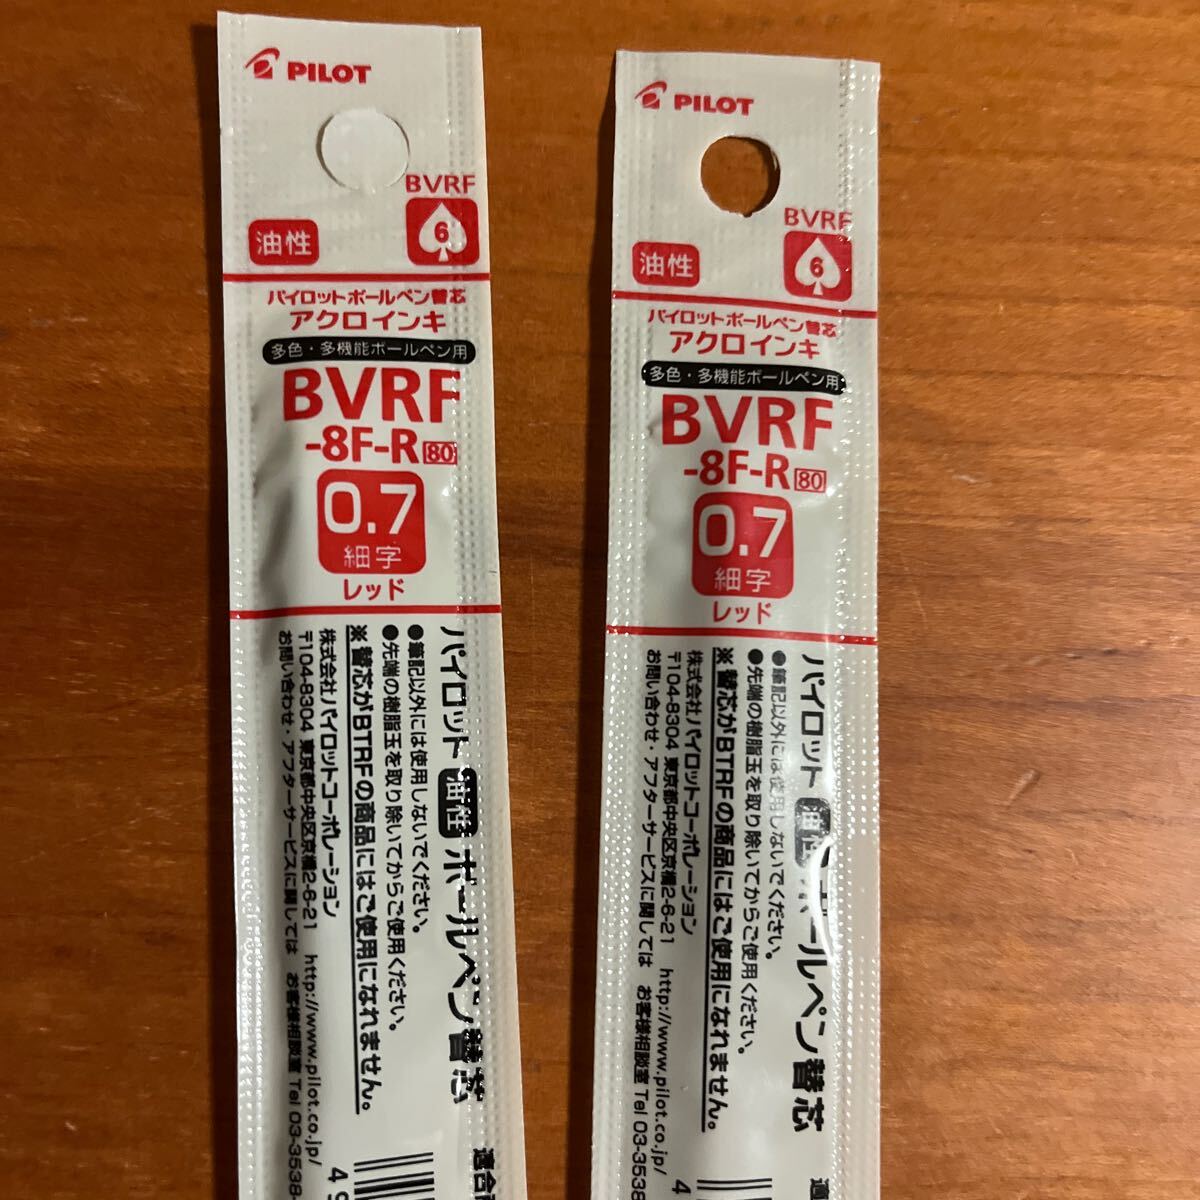 PILOT
BVRF
6
油性
パイロットボールペン替芯
アクロインキ
多色・多機能ボールペン用
BVRF
-8F-R 80
0.7
細字
レッド
パイロット 油性 ボールペン替芯
●筆記以外には使用しないでください。
●先端の樹脂玉を取り除いてからご使用ください。
※替芯がBTRFの商品にはご使用になれません。
株式会社パイロットコーポレーション
〒104-8304 東京都中央区京橋2-6-21 http://www.pilot.co.jp/
お問い合わせ・アフターサービスに関しては お客様相談室 Tel 03-3538-
適合
4 9
PILOT
BVRF
6
油性
パイロットボールペン替芯
アクロインキ
多色・多機能ボールペン用
BVRF
-8F-R 80
0.7
細字
レッド
パイロット 油性 ボールペン替芯
●筆記以外には使用しないでください。
●先端の樹脂玉を取り除いてからご使用ください。
※替芯がBTRFの商品にはご使用になれません。
株式会社パイロットコーポレーション
〒104-8304 東京都中央区京橋2-6-21 http://www.pilot.co.jp/
お問い合わせ・アフターサービスに関しては お客様相談室 Tel 03-3538
適
4